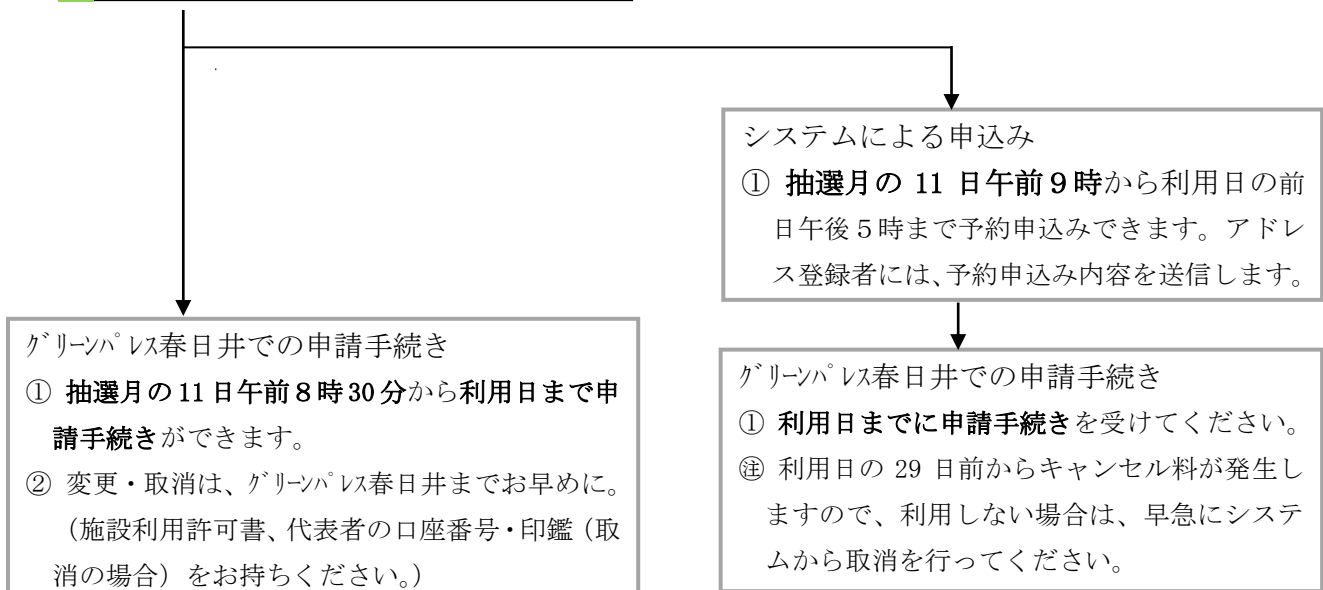 システムによる申込み
① 抽選月の 11 日午前９時から利用日の前
日午後５時まで予約申込みできます。アドレ
ス登録者には、予約申込み内容を送信します。
ｸﾞﾘｰﾝﾊﾟﾚｽ春日井での申請手続き
① 抽選月の 11 日午前８時 30 分から利用日まで申
請手続きができます。
② 変更・取消は、ｸﾞﾘｰﾝﾊﾟﾚｽ春日井までお早めに。
（施設利用許可書、代表者の口座番号・印鑑（取
消の場合）をお持ちください。）
ｸﾞﾘｰﾝﾊﾟﾚｽ春日井での申請手続き
① 利用日までに申請手続きを受けてください。
㊟ 利用日の 29 日前からキャンセル料が発生し
ますので、利用しない場合は、早急にシステ
ムから取消を行ってください。